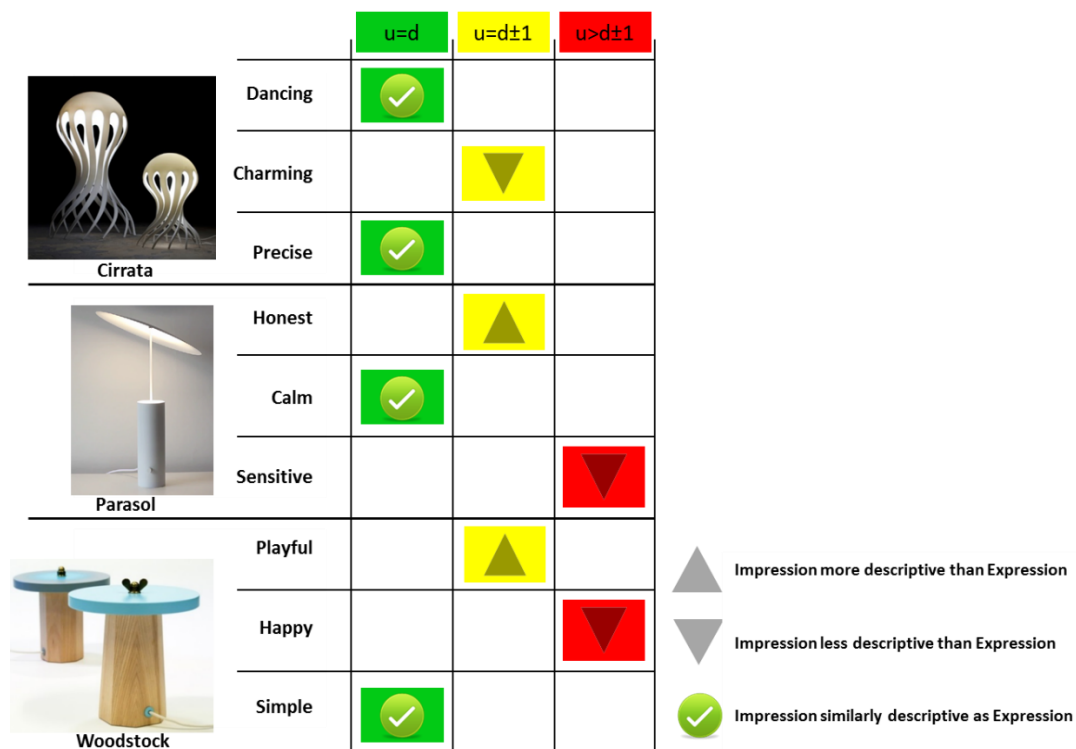 u=d
u=d±1
u>d±1
Dancing
Charming
Precise
Cirrata
Honest
Calm
Sensitive
Parasol
Playful
Happy
Simple
Woodstock
Impression more descriptive than Expression
Impression less descriptive than Expression
Impression similarly descriptive as Expression